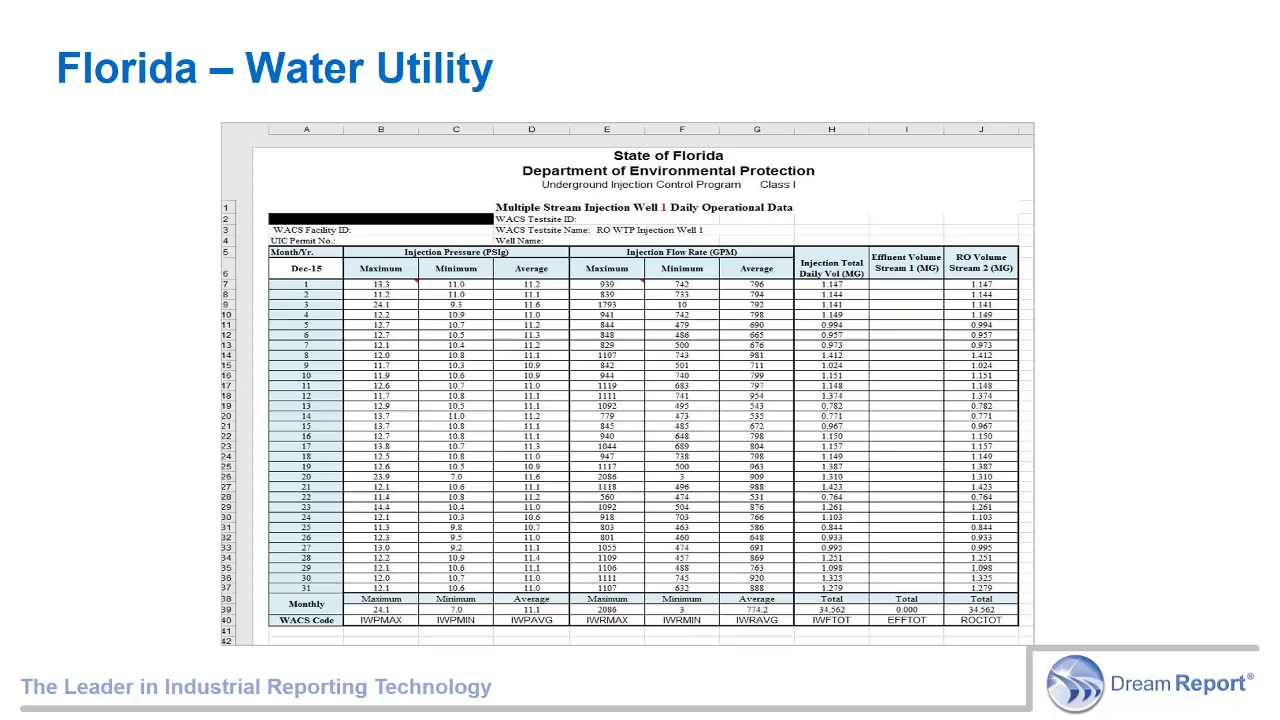 Florida – Water Utility
A B C D E F G H I J
State of Florida
Department of Environmental Protection
Underground Injection Control Program Class I
1 Multiple Stream Injection Well 1 Daily Operational Data
2 WACS Testsite ID:
3 WACS Facility ID: WACS Testsite Name: RO WTP Injection Well 1
4 UIC Permit No.: Well Name:
5 Month/Yr. Injection Pressure (PSIg) Injection Flow Rate (GPM) Injection Total Daily Vol (MG) Effluent Volume Stream 1 (MG) RO Volume Stream 2 (MG)
6 Dec-15 Maximum Minimum Average Maximum Minimum Average
7 1 13.3 11.0 11.2 939 742 796 1.147 1.147
8 2 11.2 11.0 11.1 839 733 794 1.144 1.144
9 3 24.1 9.3 11.6 1793 10 792 1.141 1.141
10 4 12.2 10.9 11.0 941 742 798 1.149 1.149
11 5 12.7 10.7 11.2 844 479 690 0.994 0.994
12 6 12.7 10.5 11.3 848 486 665 0.957 0.957
13 7 12.1 10.4 11.2 829 500 676 0.973 0.973
14 8 12.0 10.8 11.1 1107 743 981 1.412 1.412
15 9 11.7 10.3 10.9 842 501 711 1.024 1.024
16 10 11.9 10.6 10.9 944 740 799 1.151 1.151
17 11 12.6 10.7 11.0 1119 683 797 1.148 1.148
18 12 11.7 10.8 11.1 1111 741 954 1.374 1.374
19 13 12.9 10.5 11.1 1092 495 543 0.782 0.782
20 14 13.7 11.0 11.2 779 473 535 0.771 0.771
21 15 13.7 10.8 11.1 845 485 672 0.967 0.967
22 16 12.7 10.8 11.1 940 648 798 1.150 1.150
23 17 13.8 10.7 11.3 1044 689 804 1.157 1.157
24 18 12.5 10.8 11.0 947 738 798 1.149 1.149
25 19 12.6 10.5 10.9 1117 500 963 1.387 1.387
26 20 23.9 7.0 11.6 2086 3 909 1.310 1.310
27 21 12.1 10.6 11.1 1118 496 988 1.423 1.423
28 22 11.4 10.8 11.2 560 474 531 0.764 0.764
29 23 14.4 10.4 11.0 1092 504 876 1.261 1.261
30 24 12.1 10.3 10.6 918 703 766 1.103 1.103
31 25 11.3 9.8 10.7 803 463 586 0.844 0.844
32 26 12.3 9.5 11.0 801 460 648 0.933 0.933
33 27 13.0 9.2 11.1 1055 474 691 0.995 0.995
34 28 12.2 10.9 11.4 1109 457 869 1.251 1.251
35 29 12.1 10.6 11.1 1106 488 763 1.098 1.098
36 30 12.0 10.7 11.0 1111 745 920 1.325 1.325
37 31 12.1 10.6 11.0 1107 632 888 1.279 1.279
38 Monthly Maximum Minimum Average Maximum Minimum Average Total Total Total
39 24.1 7.0 11.1 2086 3 774.2 34.562 0.000 34.562
40 WACS Code IWPMAX IWPMIN IWPAVG IWRMAX IWRMIN IWRAVG IWFTOT EFFTOT ROCTOT
41
42
The Leader in Industrial Reporting Technology
Dream Report®